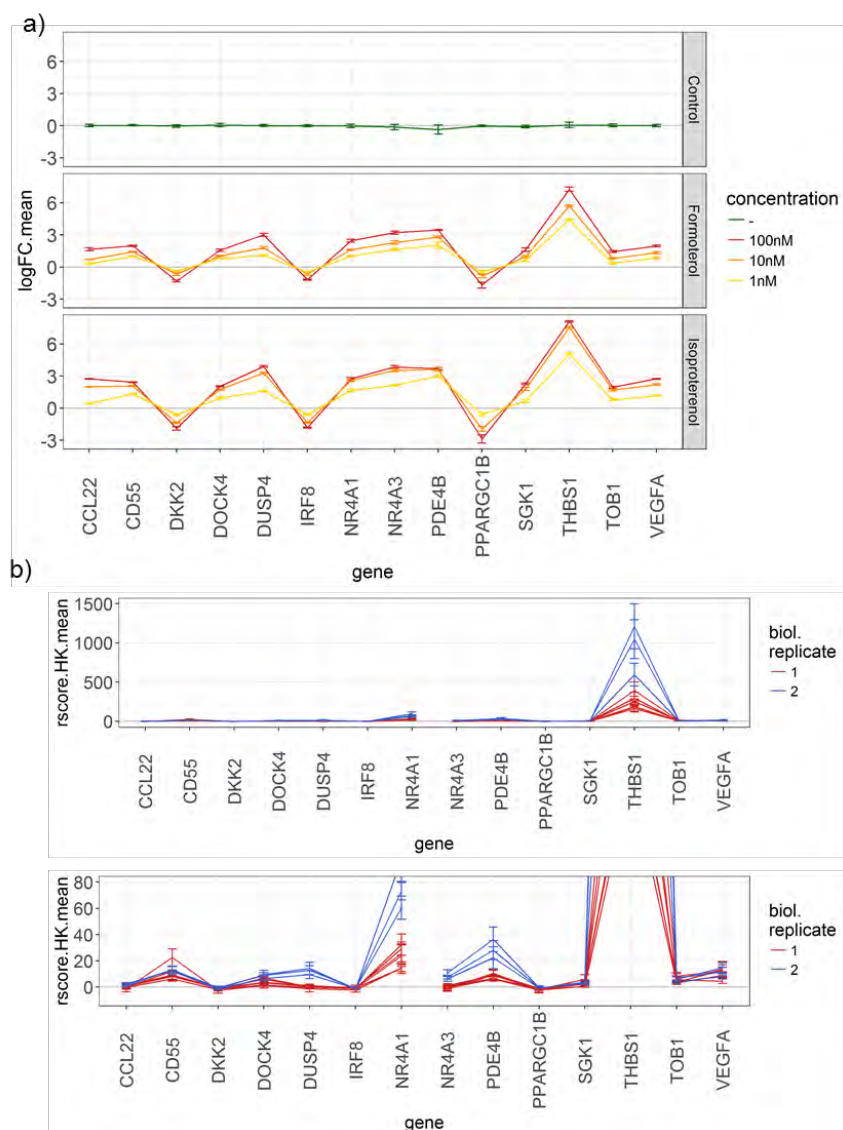 a)
6
3
0
-3
Control
6
3
0
-3
Formoterol
6
3
0
-3
Isoproterenol
logFC.mean
concentration
-
100nM
10nM
1nM
CCL22
CD55
DKK2
DOCK4
DUSP4
IRF8
NR4A1
NR4A3
PDE4B
PPARGC1B
SGK1
THBS1
TOB1
VEGFA
gene
b)
1500
1000
500
0
rscore.HK.mean
biol.
replicate
1
2
CCL22
CD55
DKK2
DOCK4
DUSP4
IRF8
NR4A1
NR4A3
PDE4B
PPARGC1B
SGK1
THBS1
TOB1
VEGFA
gene
80
60
40
20
0
rscore.HK.mean
biol.
replicate
1
2
CCL22
CD55
DKK2
DOCK4
DUSP4
IRF8
NR4A1
NR4A3
PDE4B
PPARGC1B
SGK1
THBS1
TOB1
VEGFA
gene